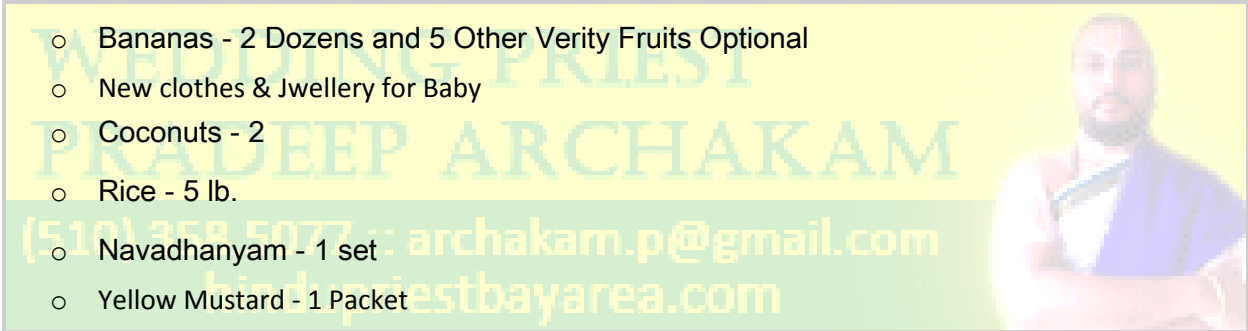 WEDDING PRIEST
PRADEEP ARCHAKAM
(510) 358 5077 :: archakam.p@gmail.com
hindupriestbayarea.com
o Bananas - 2 Dozens and 5 Other Verity Fruits Optional
o New clothes & Jwellery for Baby
o Coconuts - 2
o Rice - 5 lb.
o Navadhanyam - 1 set
o Yellow Mustard - 1 Packet